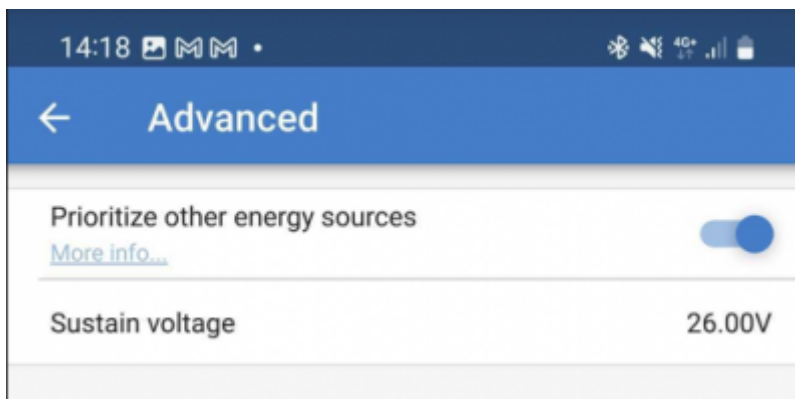 14:18
4G+
Advanced
Prioritize other energy sources
More info...
Sustain voltage 26.00V